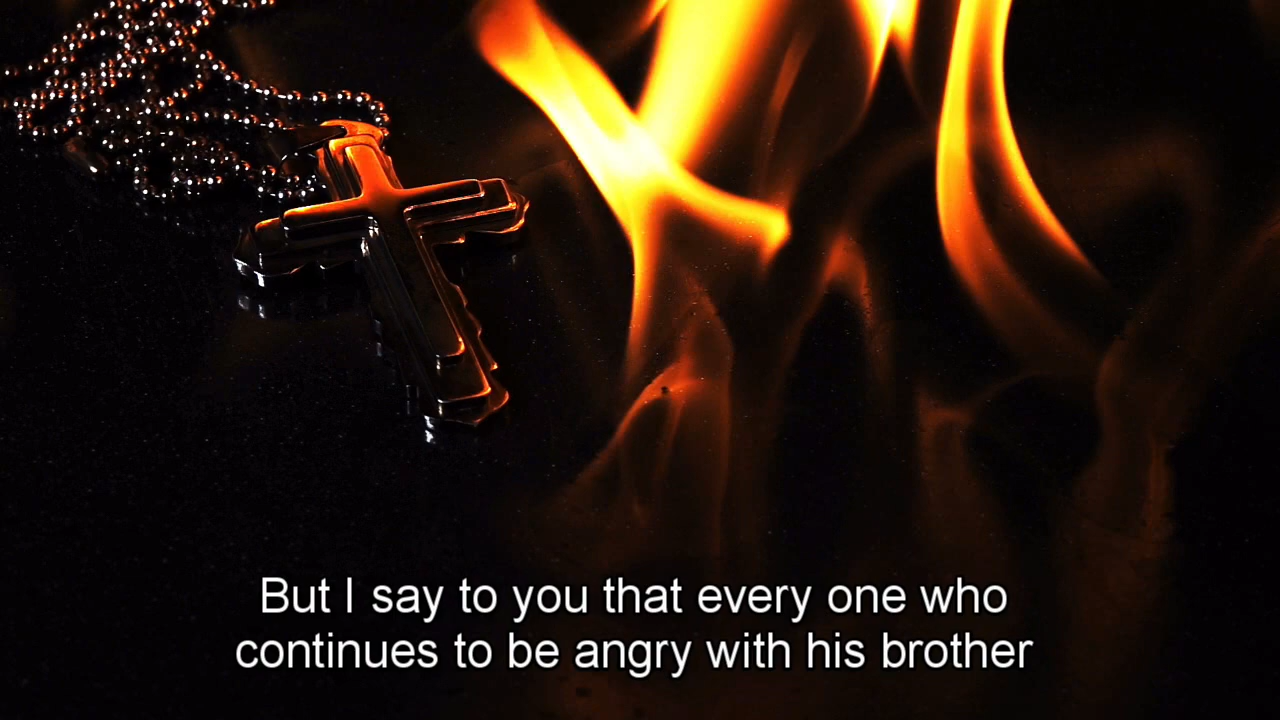 But I say to you that every one who
continues to be angry with his brother